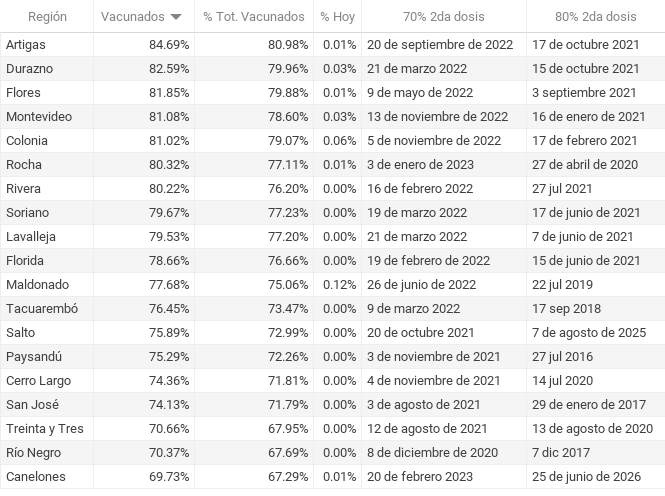 Región Vacunados % Tot. Vacunados % Hoy 70% 2da dosis 80% 2da dosis
Artigas 84.69% 80.98% 0.01% 20 de septiembre de 2022 17 de octubre 2021
Durazno 82.59% 79.96% 0.03% 21 de marzo 2022 15 de octubre 2021
Flores 81.85% 79.88% 0.01% 9 de mayo de 2022 3 septiembre 2021
Montevideo 81.08% 78.60% 0.03% 13 de noviembre de 2022 16 de enero de 2021
Colonia 81.02% 79.07% 0.06% 5 de noviembre de 2022 17 de febrero 2021
Rocha 80.32% 77.11% 0.01% 3 de enero de 2023 27 de abril de 2020
Rivera 80.22% 76.20% 0.00% 16 de febrero 2022 27 jul 2021
Soriano 79.67% 77.23% 0.00% 19 de marzo 2022 17 de junio de 2021
Lavalleja 79.53% 77.20% 0.00% 21 de marzo 2022 7 de junio de 2021
Florida 78.66% 76.66% 0.00% 19 de febrero de 2022 15 de junio de 2021
Maldonado 77.68% 75.06% 0.12% 26 de junio de 2022 22 jul 2019
Tacuarembó 76.45% 73.47% 0.00% 9 de marzo 2022 17 sep 2018
Salto 75.89% 72.99% 0.00% 20 de octubre 2021 7 de agosto de 2025
Paysandú 75.29% 72.26% 0.00% 3 de noviembre de 2021 27 jul 2016
Cerro Largo 74.36% 71.81% 0.00% 4 de noviembre de 2021 14 jul 2020
San José 74.13% 71.79% 0.00% 3 de agosto de 2021 29 de enero de 2017
Treinta y Tres 70.66% 67.95% 0.00% 12 de agosto de 2021 13 de agosto de 2020
Río Negro 70.37% 67.69% 0.00% 8 de diciembre de 2020 7 dic 2017
Canelones 69.73% 67.29% 0.01% 20 de febrero 2023 25 de junio de 2026